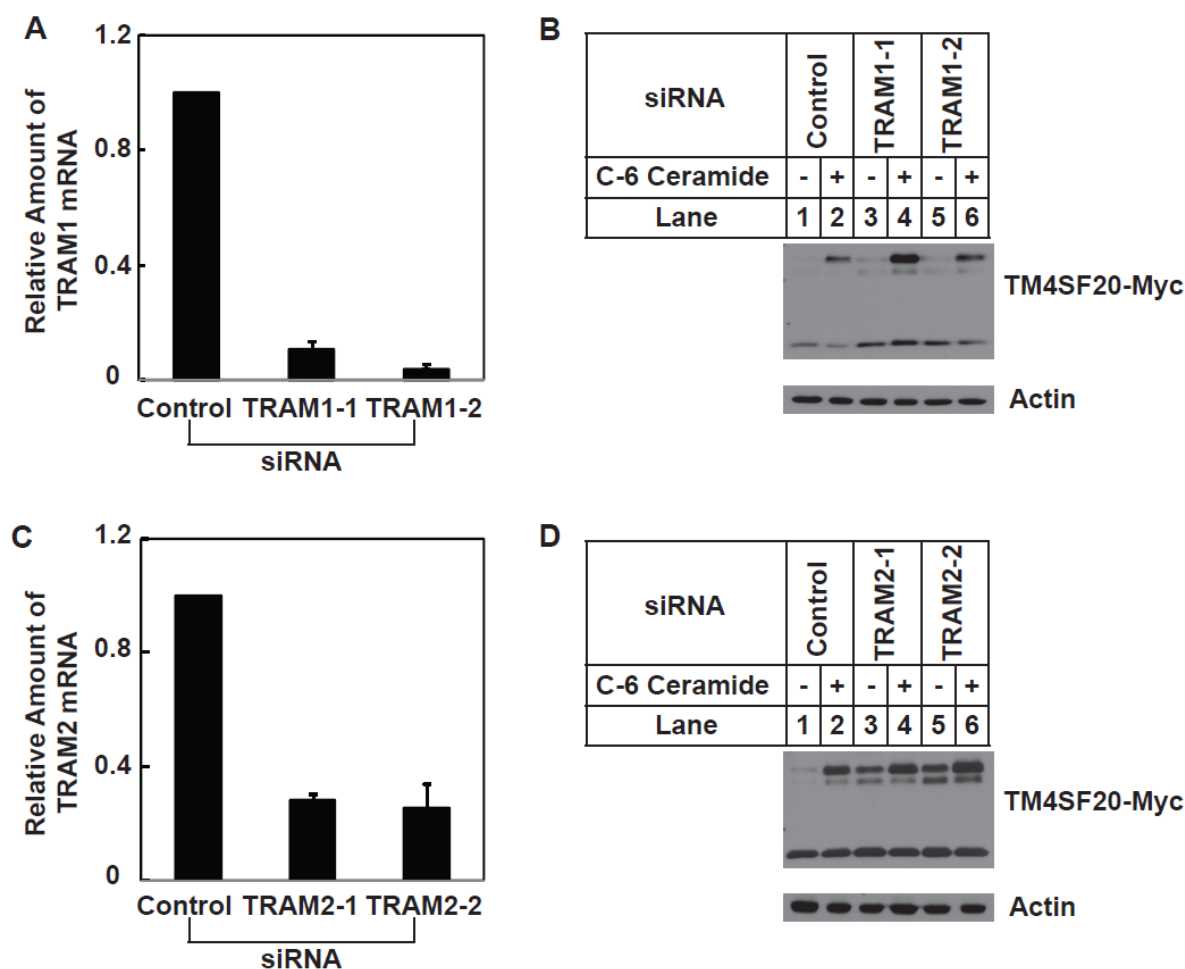 A
Relative Amount of
TRAM1 mRNA
1.2
0.8
0.4
0
Control TRAM1-1 TRAM1-2
siRNA
B
siRNA
Control
TRAM1-1
TRAM1-2
C-6 Ceramide - + - + - +
Lane 1 2 3 4 5 6
TM4SF20-Myc
Actin
C
Relative Amount of
TRAM2 mRNA
1.2
0.8
0.4
0
Control TRAM2-1 TRAM2-2
siRNA
D
siRNA
Control
TRAM2-1
TRAM2-2
C-6 Ceramide - + - + - +
Lane 1 2 3 4 5 6
TM4SF20-Myc
Actin